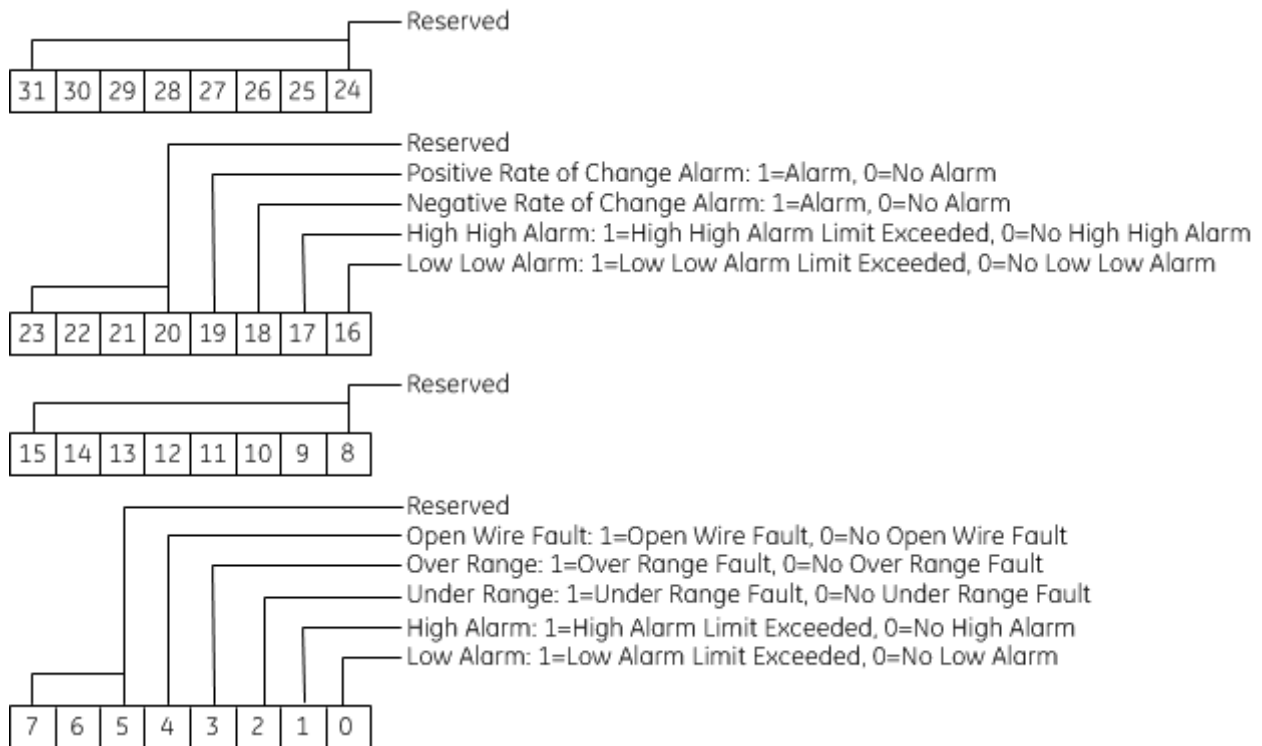 Reserved
31 30 29 28 27 26 25 24
Reserved
Positive Rate of Change Alarm: 1=Alarm, 0=No Alarm
Negative Rate of Change Alarm: 1=Alarm, 0=No Alarm
High High Alarm: 1=High High Alarm Limit Exceeded, 0=No High High Alarm
Low Low Alarm: 1=Low Low Alarm Limit Exceeded, 0=No Low Low Alarm
23 22 21 20 19 18 17 16
Reserved
15 14 13 12 11 10 9 8
Reserved
Open Wire Fault: 1=Open Wire Fault, 0=No Open Wire Fault
Over Range: 1=Over Range Fault, 0=No Over Range Fault
Under Range: 1=Under Range Fault, 0=No Under Range Fault
High Alarm: 1=High Alarm Limit Exceeded, 0=No High Alarm
Low Alarm: 1=Low Alarm Limit Exceeded, 0=No Low Alarm
7 6 5 4 3 2 1 0